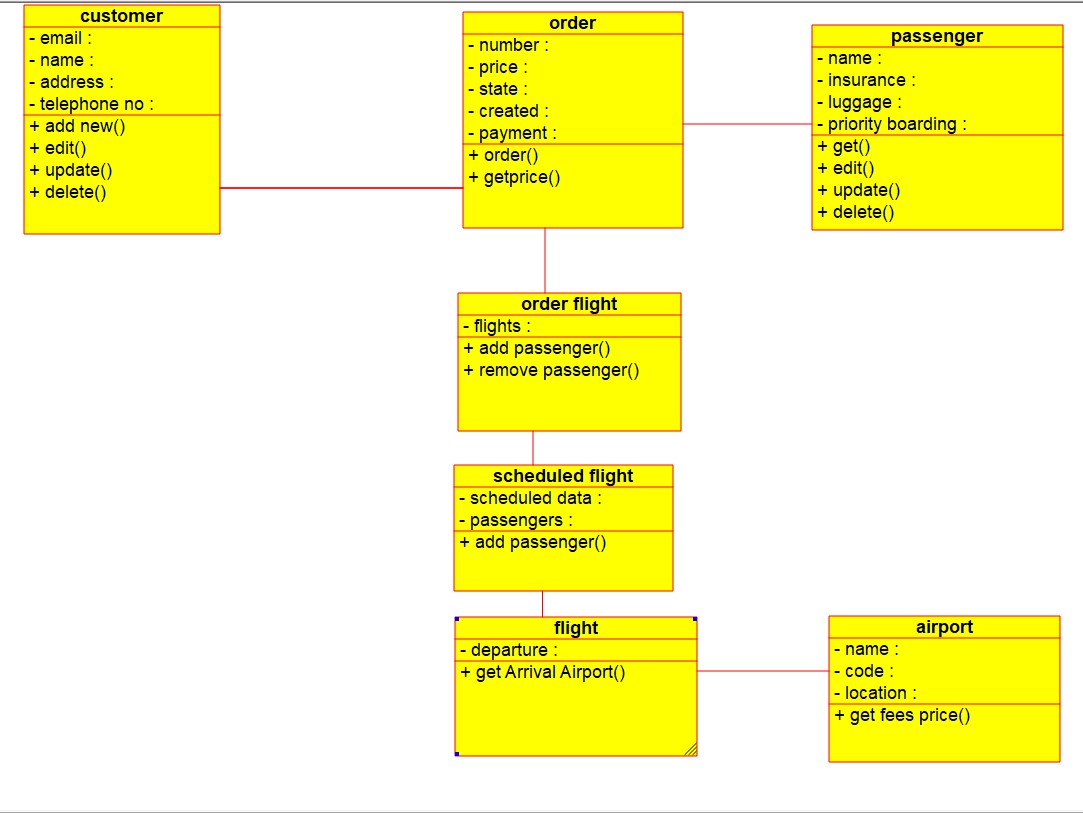 customer
- email :
- name :
- address :
- telephone no :
+ add new()
+ edit()
+ update()
+ delete()
order
- number :
- price :
- state :
- created :
- payment :
+ order()
+ getprice()
passenger
- name :
- insurance :
- luggage :
- priority boarding :
+ get()
+ edit()
+ update()
+ delete()
order flight
- flights :
+ add passenger()
+ remove passenger()
scheduled flight
- scheduled data :
- passengers :
+ add passenger()
flight
- departure :
+ get Arrival Airport()
airport
- name :
- code :
- location :
+ get fees price()